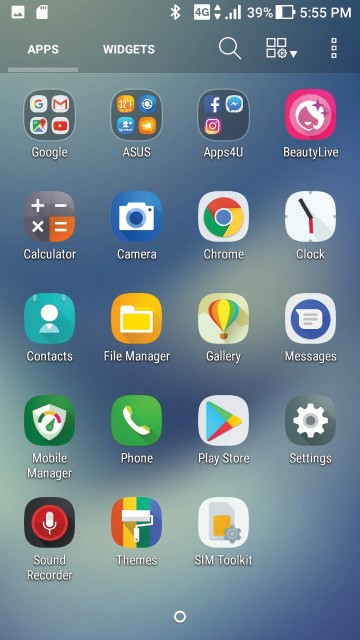 4G 39% 5:55 PM
APPS WIDGETS
Google ASUS Apps4U BeautyLive
Calculator Camera Chrome Clock
Contacts File Manager Gallery Messages
Mobile Manager Phone Play Store Settings
Sound Recorder Themes SIM Toolkit